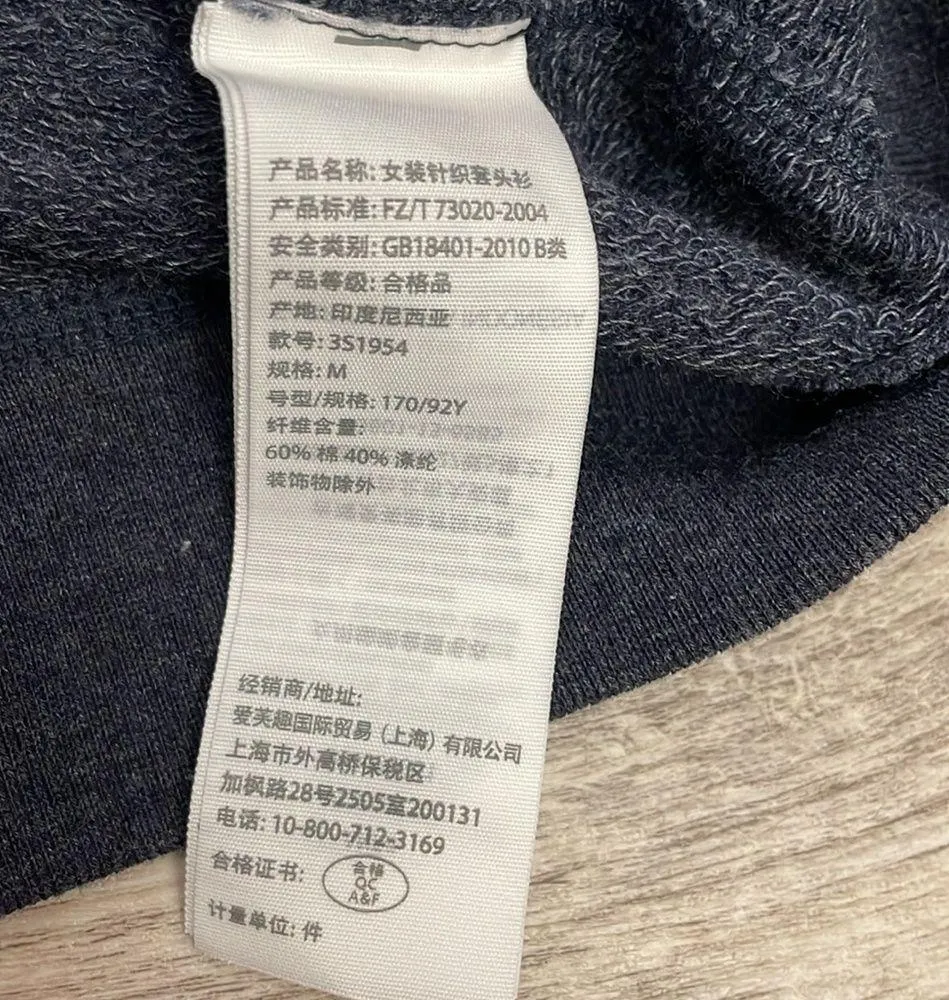 产品名称: 女装针织套头衫
产品标准: FZ/T 73020-2004
安全类别: GB18401-2010 B类
产品等级: 合格品
产地: 印度尼西亚
款号: 3S1954
规格: M
号型/规格: 170/92Y
纤维含量:
60% 棉 40% 涤纶
装饰物除外
经销商/地址:
爱芙趣国际贸易 (上海) 有限公司
上海市外高桥保税区
加枫路28号2505室200131
电话: 10-800-712-3169
合格证书:
合格
QC
A&F
计量单位: 件